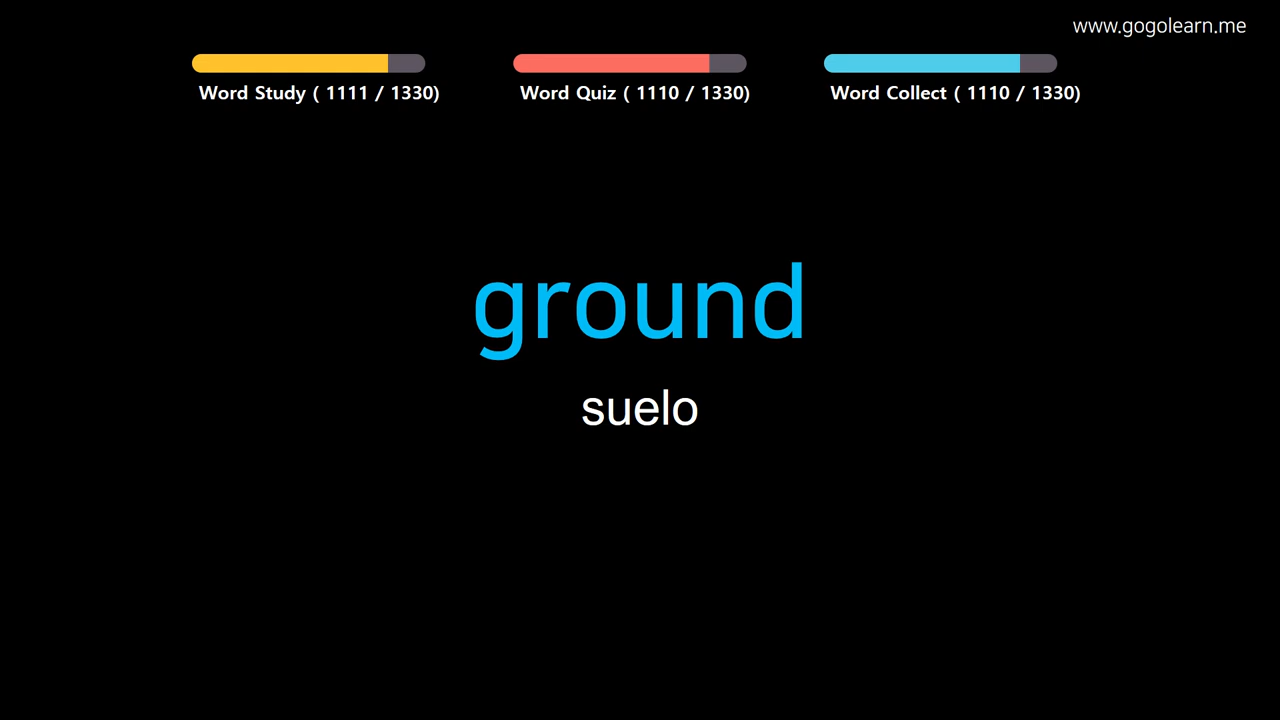 www.gogolearn.me
Word Study ( 1111 / 1330)
Word Quiz ( 1110 / 1330)
Word Collect ( 1110 / 1330)
ground
suelo